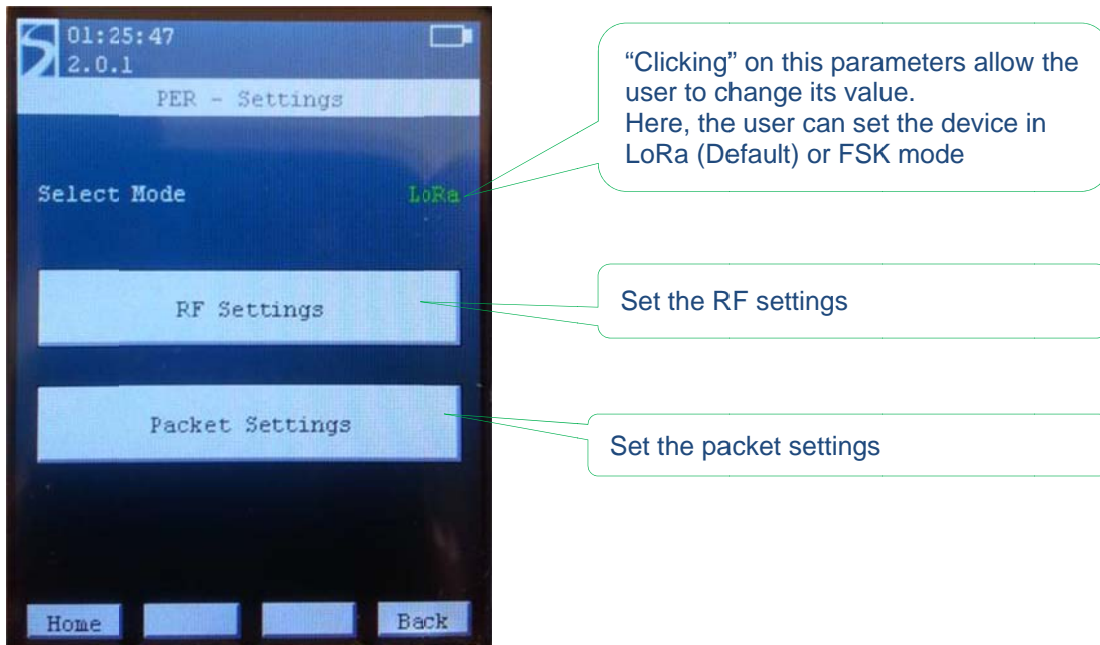 01:25:47
2.0.1
PER - Settings
Select Mode LoRa
RF Settings
Packet Settings
Home Back
“Clicking” on this parameters allow the
user to change its value.
Here, the user can set the device in
LoRa (Default) or FSK mode
Set the RF settings
Set the packet settings